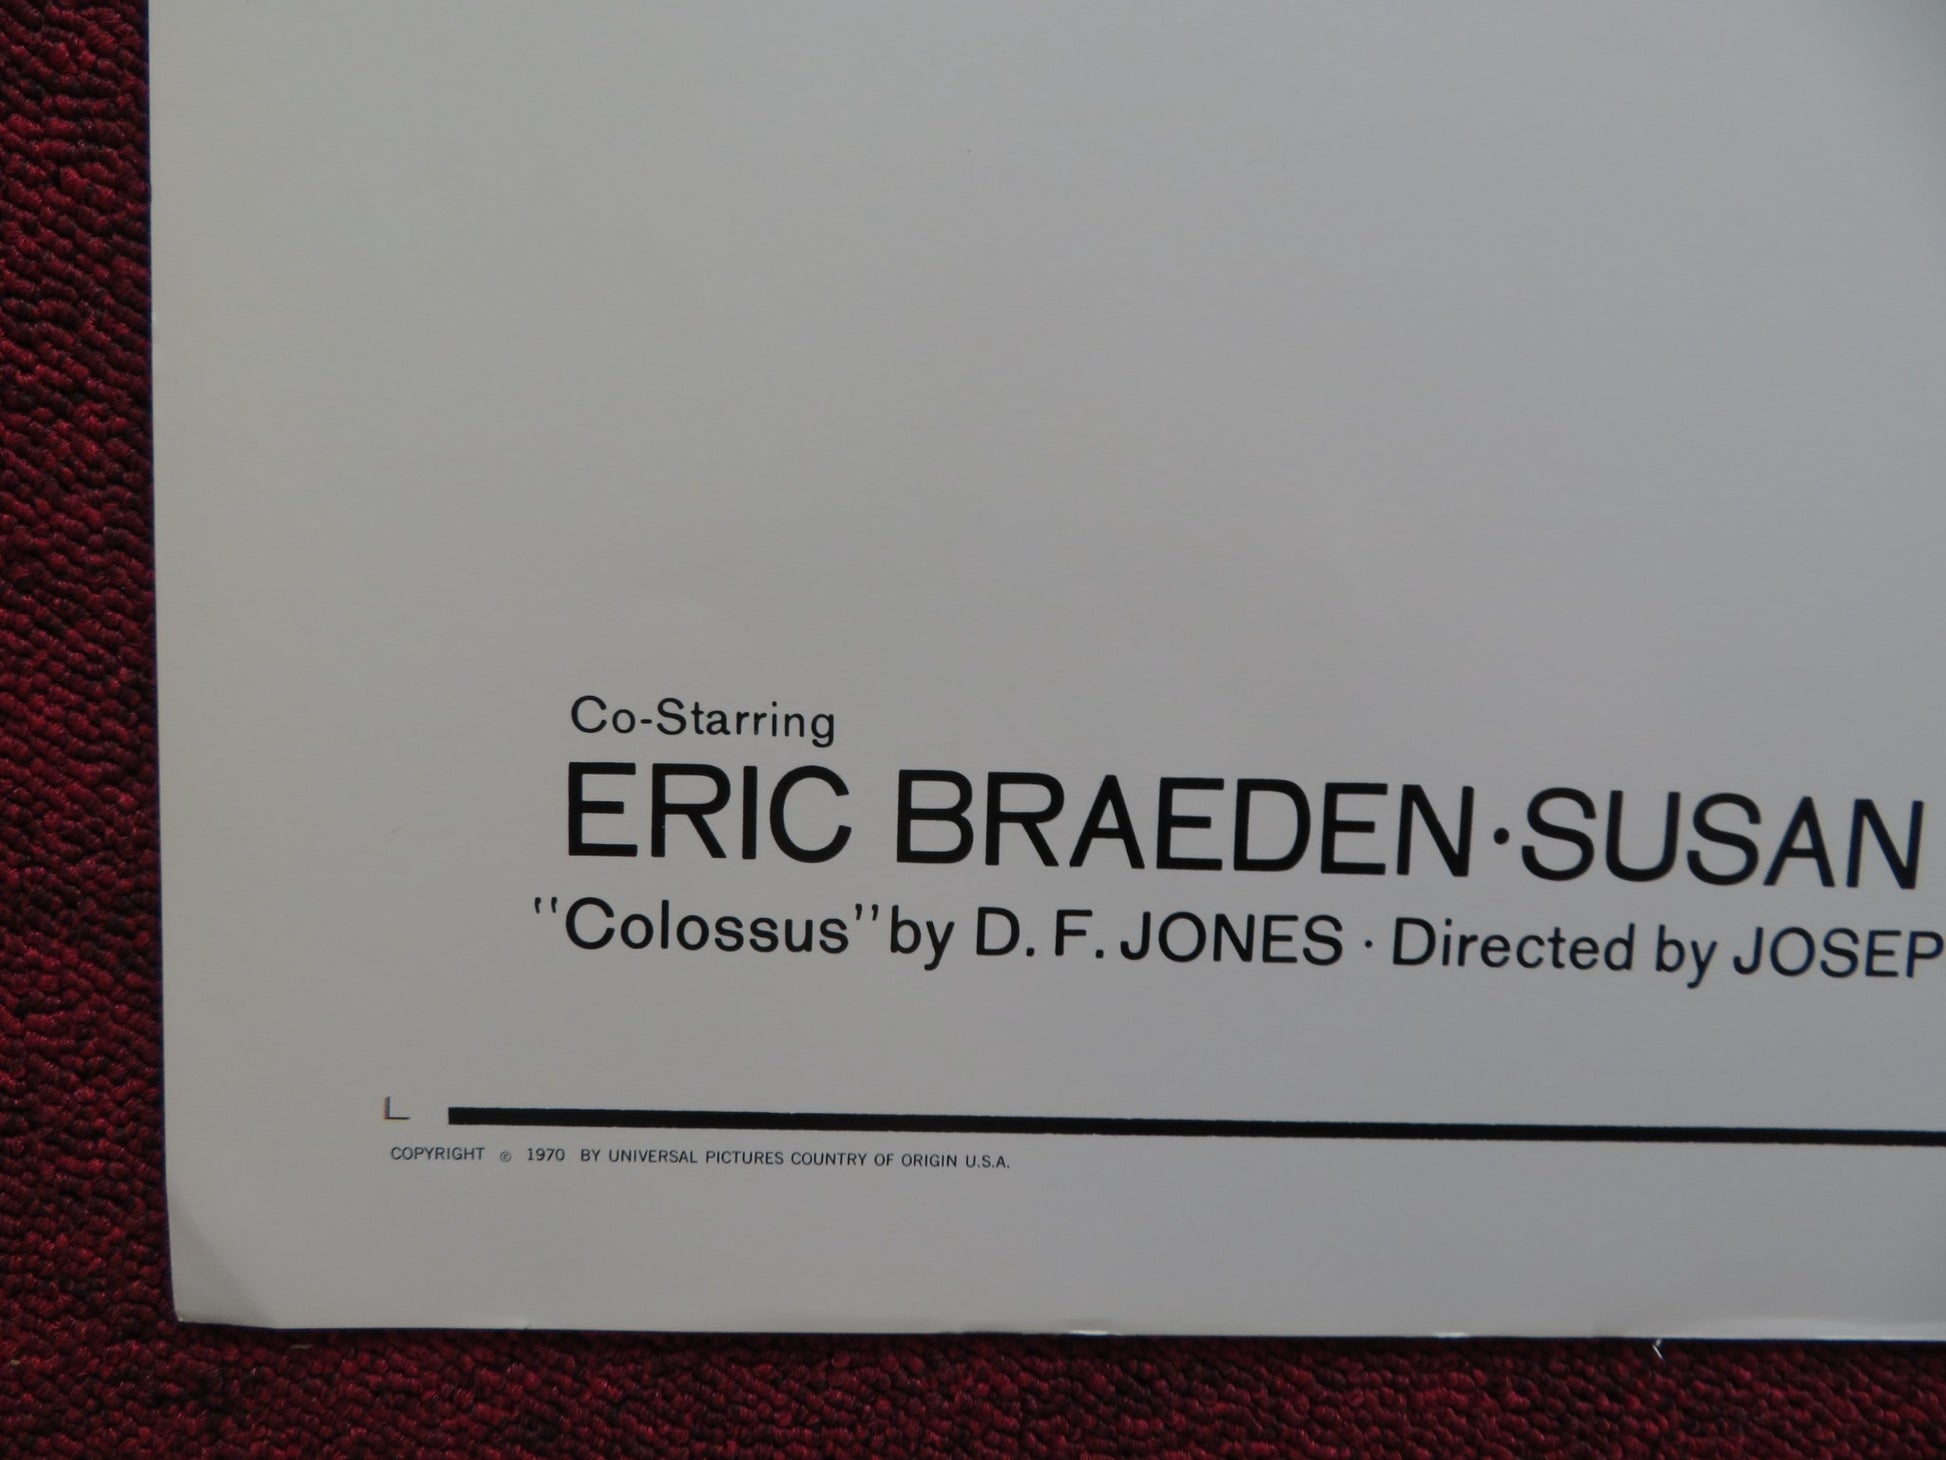 Co-Starring
ERIC BRAEDEN·SUSAN
"Colossus" by D. F. JONES · Directed by JOSEP
COPYRIGHT © 1970 BY UNIVERSAL PICTURES COUNTRY OF ORIGIN U.S.A.